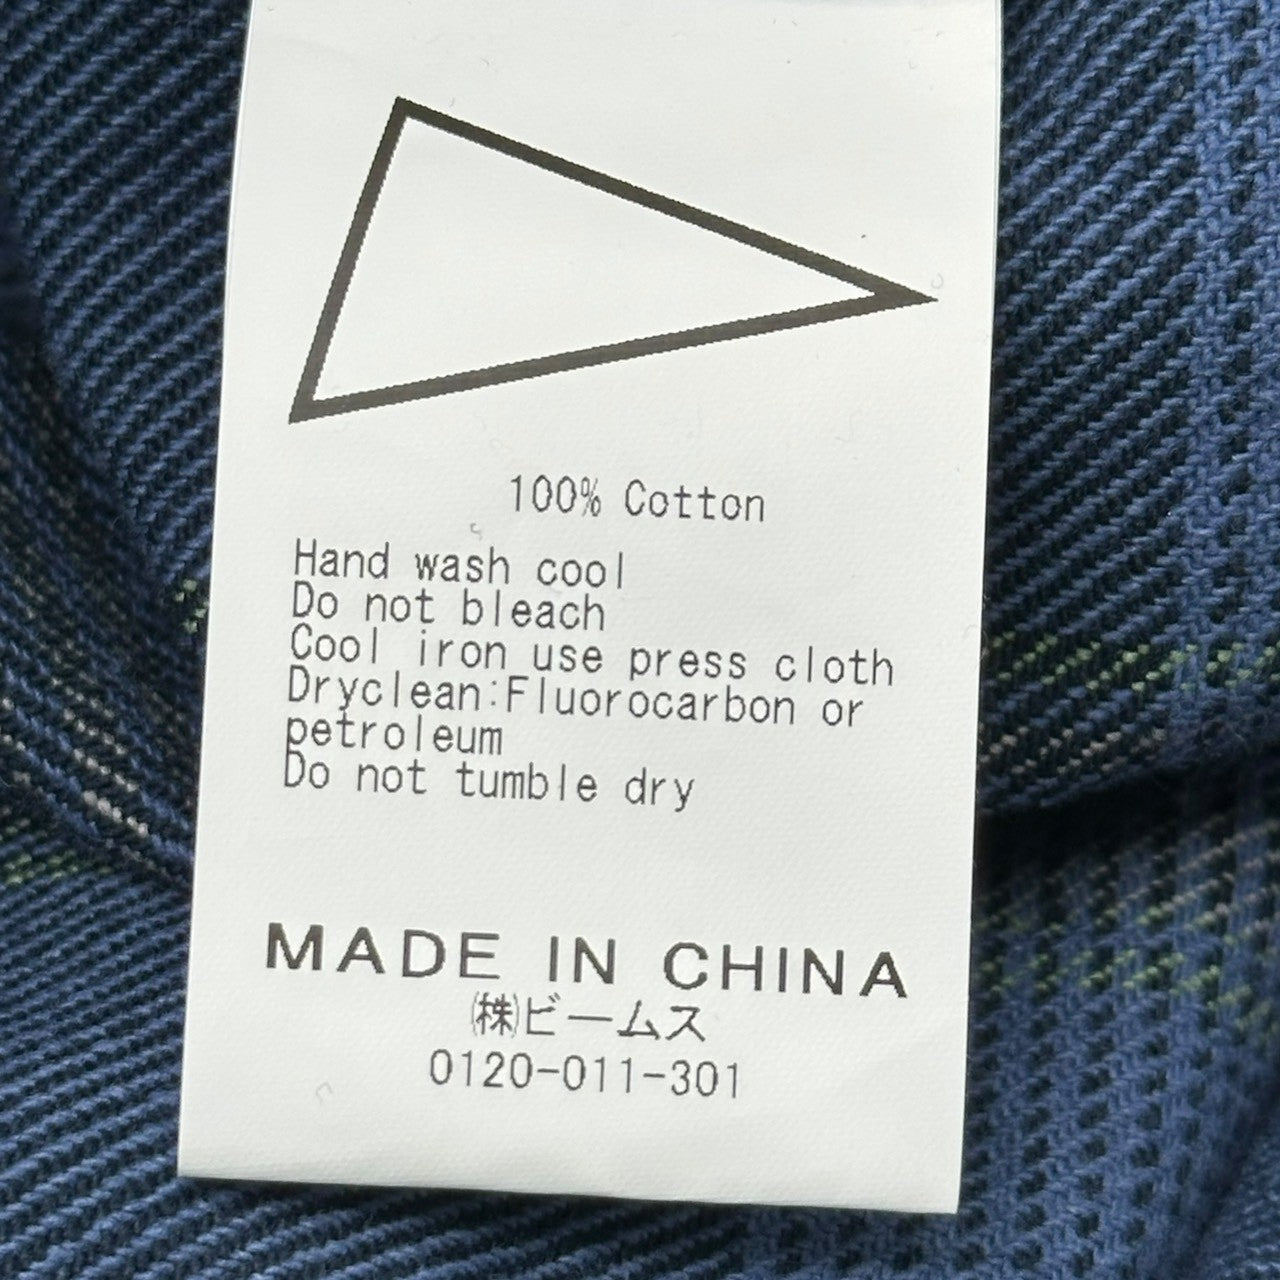 100% Cotton
Hand wash cool
Do not bleach
Cool iron use press cloth
Dryclean:Fluorocarbon or
petroleum
Do not tumble dry
MADE IN CHINA
㈱ビームス
0120-011-301